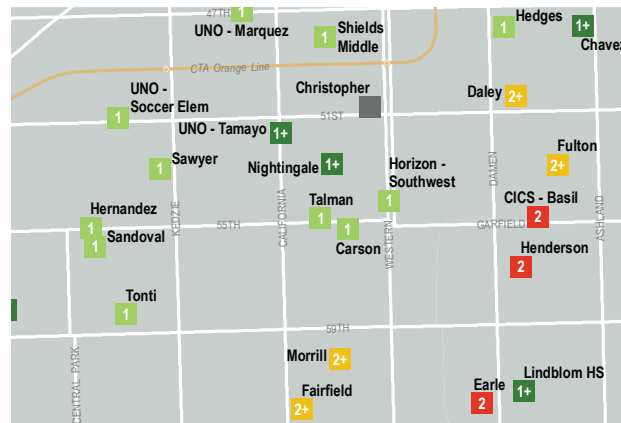 47TH
1
UNO - Marquez
1
Shields
Middle
1
Hedges
1+
Chavez
CTA Orange Line
UNO -
Soccer Elem
1
Christopher
51ST
Daley
2+
UNO - Tamayo
1+
Sawyer
1
Nightingale
1+
Horizon -
Southwest
1
DAMEN
Fulton
2+
Hernandez
1
Sandoval
1
KEDZIE
55TH
CALIFORNIA
Talman
1
1
Carson
WESTERN
CICS - Basil
2
GARFIELD
ASHLAND
Henderson
2
Tonti
1
59TH
CENTRAL PARK
Morrill
2+
Fairfield
2+
Earle
2
Lindblom HS
1+